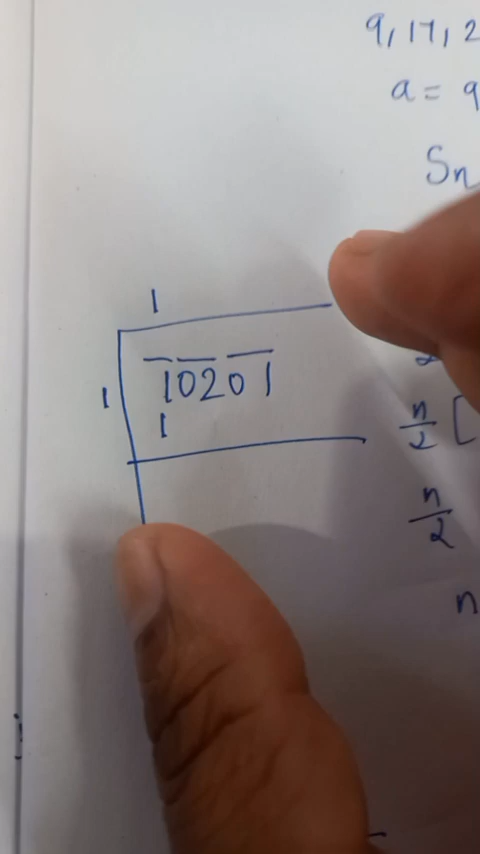 9, 17, 2
a = 9
Sn
1
1 10201
1
n/2 [
n/2
n